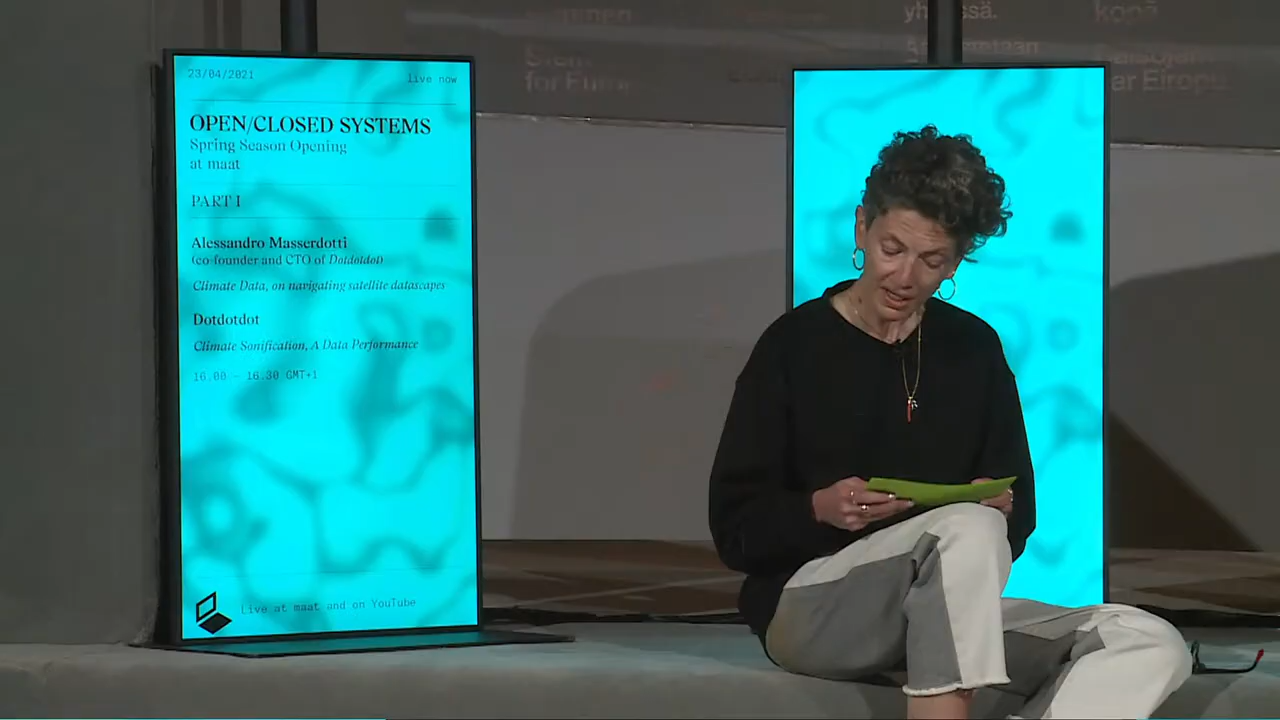 23/04/2021
live now
OPEN/CLOSED SYSTEMS
Spring Season Opening
at maat
PART I
Alessandro Masserdotti
(co-founder and CTO of Dotdotdot)
Climate Data, on navigating satellite datascapes
Dotdotdot
Climate Sonification, A Data Performance
16.00 – 16.30 GMT+1
Live at maat and on YouTube
for